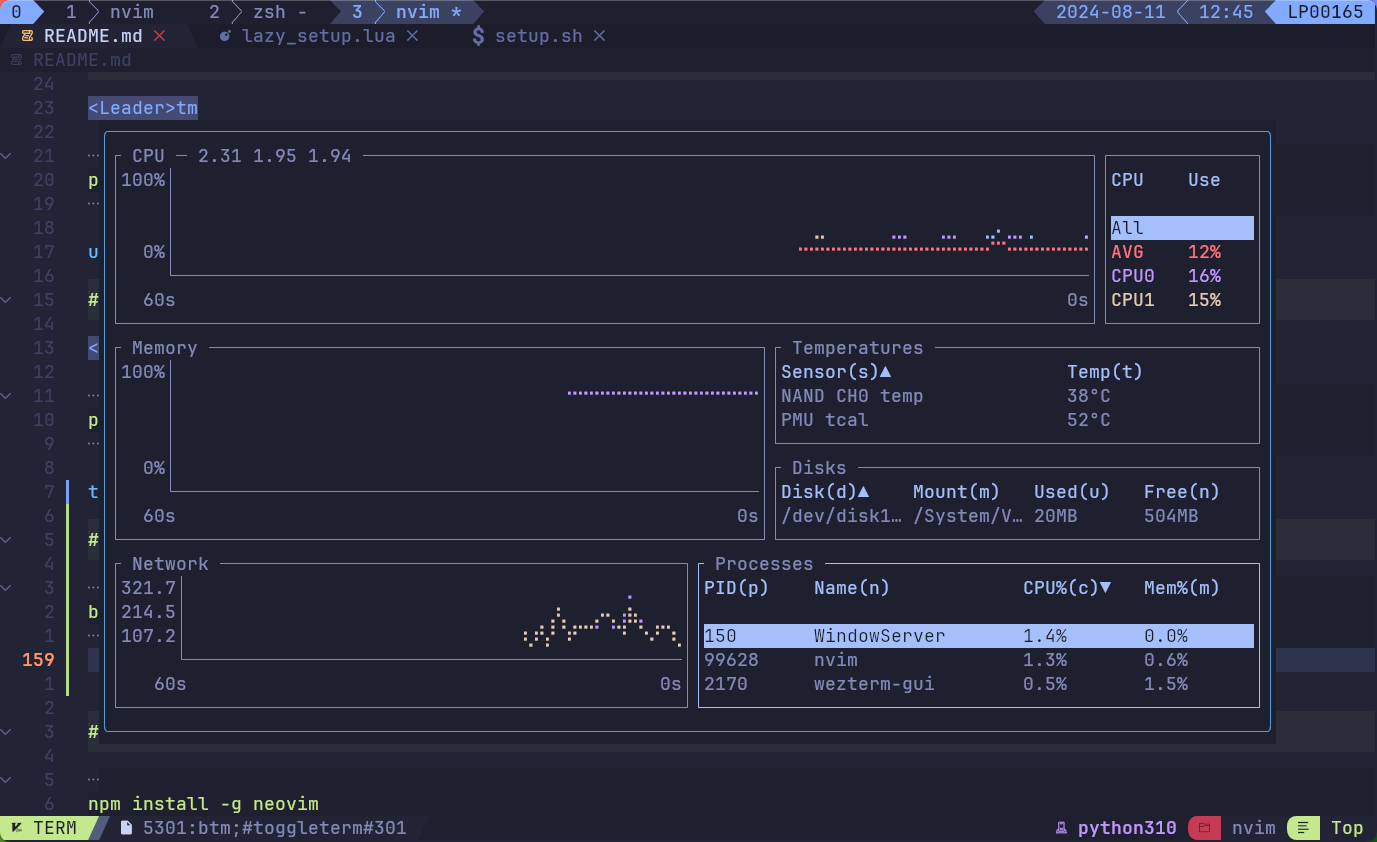 0 1 nvim 2 zsh - 3 nvim * 2024-08-11 12:45 LP00165
README.md ✕ lazy_setup.lua ✕ $ setup.sh ✕
README.md
24
23 <Leader>tm
22
21 …
20 p
19 …
18
17 u
16
15 #
14
13 <
12
11 …
10 p
9 …
8
7 t
6
5 #
4
3 …
2 b
1 …
159
1
2
3 #
4
5 …
6 npm install -g neovim
CPU — 2.31 1.95 1.94
100%
0%
60s 0s
CPU Use
All
AVG 12%
CPU0 16%
CPU1 15%
Memory
100%
0%
60s 0s
Temperatures
Sensor(s)▲ Temp(t)
NAND CH0 temp 38°C
PMU tcal 52°C
Disks
Disk(d)▲ Mount(m) Used(u) Free(n)
/dev/disk1… /System/V… 20MB 504MB
Network
321.7
214.5
107.2
60s 0s
Processes
PID(p) Name(n) CPU%(c)▼ Mem%(m)
150 WindowServer 1.4% 0.0%
99628 nvim 1.3% 0.6%
2170 wezterm-gui 0.5% 1.5%
TERM 5301:btm;#toggleterm#301 python310 nvim Top